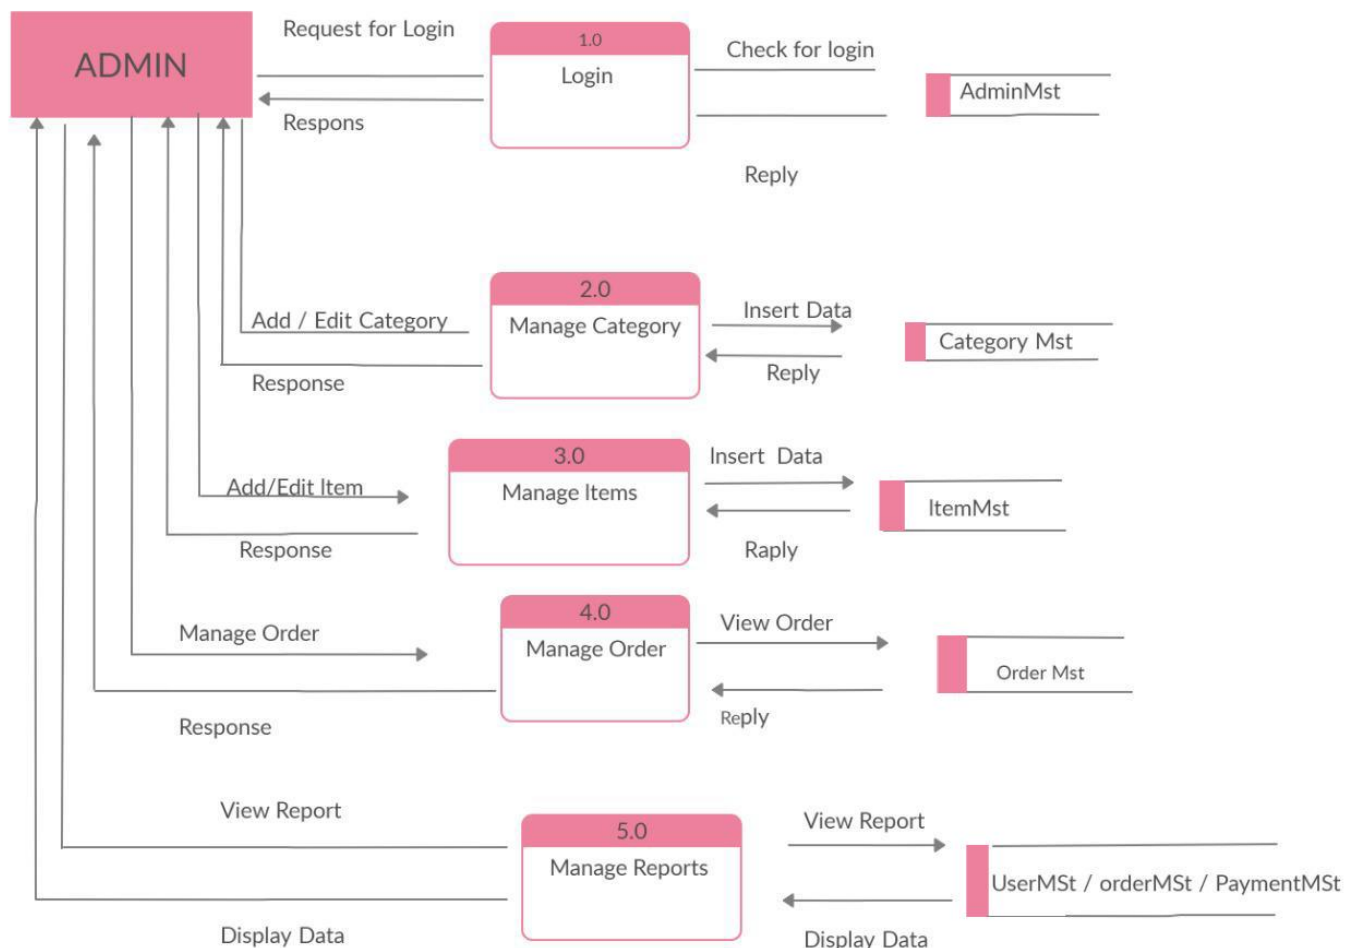 ADMIN
Request for Login
1.0
Login
Check for login
AdminMst
Respons
Reply
2.0
Manage Category
Add / Edit Category
Insert Data
Category Mst
Response
Reply
3.0
Manage Items
Add/Edit Item
Insert Data
ItemMst
Response
Raply
4.0
Manage Order
Manage Order
View Order
Order Mst
Response
Reply
View Report
5.0
Manage Reports
View Report
UserMSt / orderMSt / PaymentMSt
Display Data
Display Data